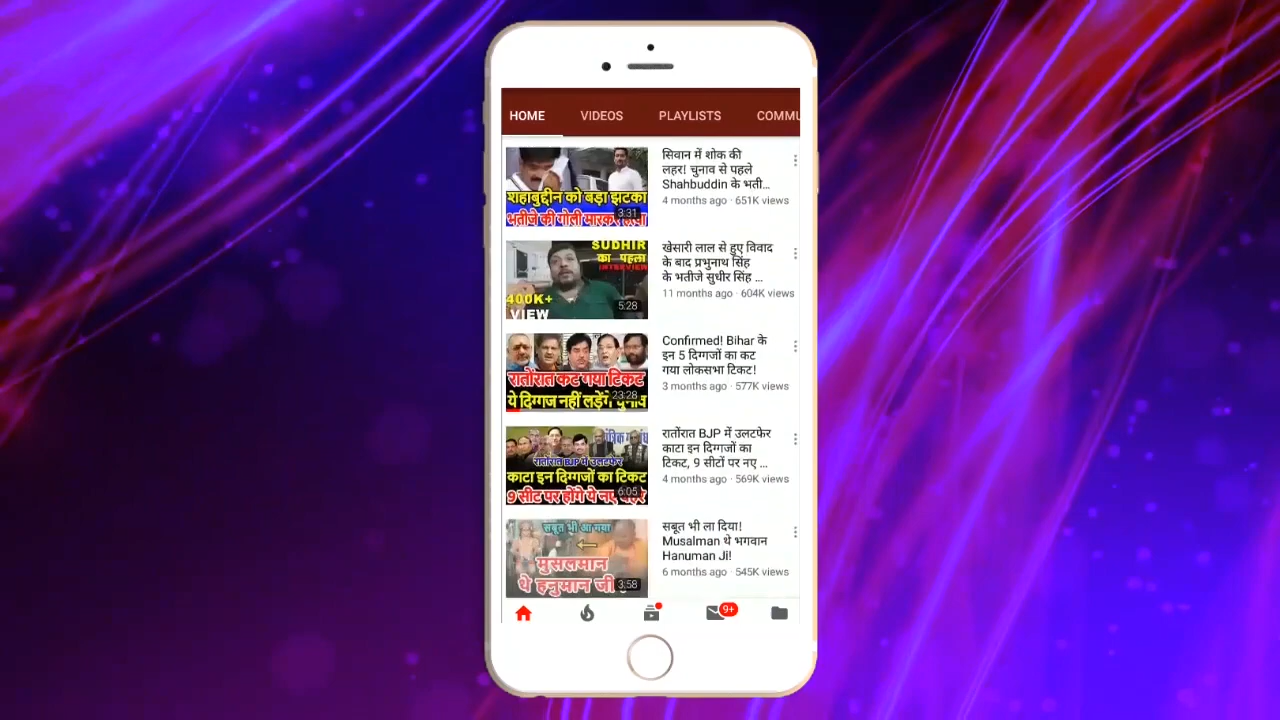 HOME VIDEOS PLAYLISTS COMMU
शहाबुद्दीन को बड़ा झटका
भतीजे की गोली मारकर हत्या
3:31
सिवान में शोक की
लहर! चुनाव से पहले
Shahbuddin के भती...
4 months ago · 651K views
SUDHIR
का पहला
INTERVIEW
400K+
VIEW
5:28
खेसारी लाल से हुए विवाद
के बाद प्रभुनाथ सिंह
के भतीजे सुधीर सिंह ...
11 months ago · 604K views
रातोंरात कट गया टिकट
ये दिग्गज नहीं लड़ेंगे चुनाव
23:28
Confirmed! Bihar के
इन 5 दिग्गजों का कट
गया लोकसभा टिकट!
3 months ago · 577K views
रातोंरात BJP में उलटफेर
काटा इन दिग्गजों का टिकट
9 सीट पर होंगे ये नए
6:05
रातोंरात BJP में उलटफेर
काटा इन दिग्गजों का
टिकट, 9 सीटों पर नए ...
4 months ago · 569K views
सबूत भी आ गया
मुसलमान
थे हनुमान जी
3:58
सबूत भी ला दिया!
Musalman थे भगवान
Hanuman Ji!
6 months ago · 545K views
9+